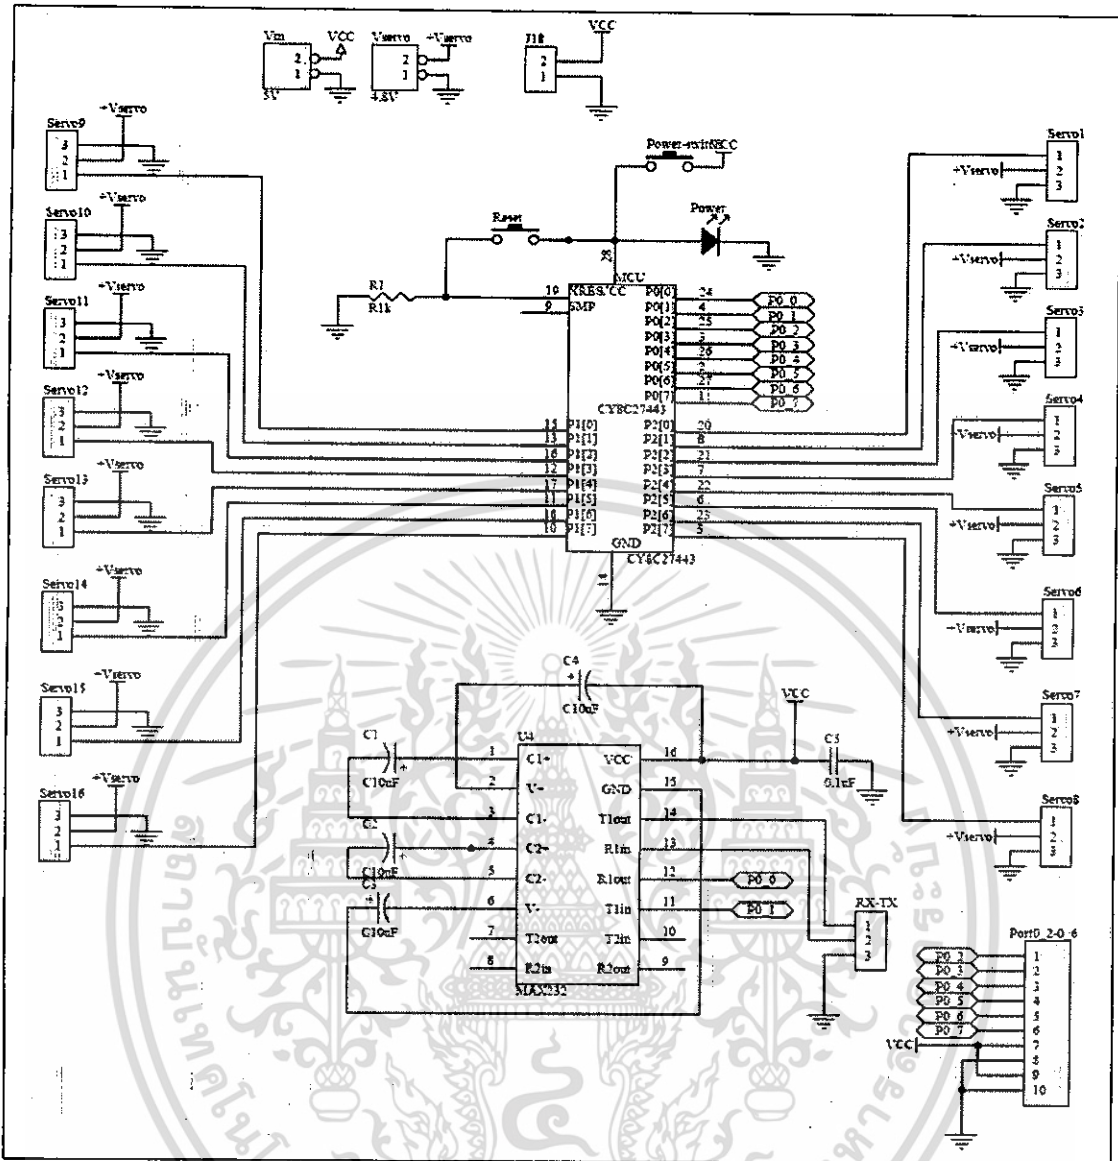 Vin VCC Vservo +Vservo J18 VCC
2
1
5V
2
1
4.8V
2
1
+Vservo
Servo9
3
2
1
+Vservo
Servo10
3
2
1
+Vservo
Servo11
3
2
1
+Vservo
Servo12
3
2
1
+Vservo
Servo13
3
2
1
+Vservo
Servo14
3
2
1
+Vservo
Servo15
3
2
1
+Vservo
Servo16
3
2
1
VCC
Reset
Power
R1
R1k
28
MCU
19
9 SMP
P0[0] 24 P0_0
P0[1] 4 P0_1
P0[2] 25 P0_2
P0[3] 3 P0_3
P0[4] 26 P0_4
P0[5] 2 P0_5
P0[6] 27 P0_6
P0[7] 1 P0_7
CY8C27443
15 P1[0]
13 P1[1]
16 P1[2]
12 P1[3]
17 P1[4]
11 P1[5]
18 P1[6]
10 P1[7]
P2[0] 20
P2[1] 8
P2[2] 21
P2[3] 7
P2[4] 22
P2[5] 6
P2[6] 23
P2[7] 5
GND
CY8C27443
14
Servo1
1
+Vservo 2
3
Servo2
1
+Vservo 2
3
Servo3
1
+Vservo 2
3
Servo4
1
+Vservo 2
3
Servo5
1
+Vservo 2
3
Servo6
1
+Vservo 2
3
Servo7
1
+Vservo 2
3
Servo8
1
+Vservo 2
3
C4
C10uF
C1
C10uF
C2
C10uF
C3
C10uF
U4
1 C1+
2 V+
3 C1-
4 C2+
5 C2-
6 V-
7 T2out
8 R2in
VCC 16
GND 15
T1out 14
R1in 13
R1out 12 P0_0
T1in 11 P0_1
T2in 10
R2out 9
MAX232
VCC
C5
0.1uF
RX-TX
1
2
3
Port0_2-0_6
P0_2 1
P0_3 2
P0_4 3
P0_5 4
P0_6 5
P0_7 6
VCC 7
8
9
10